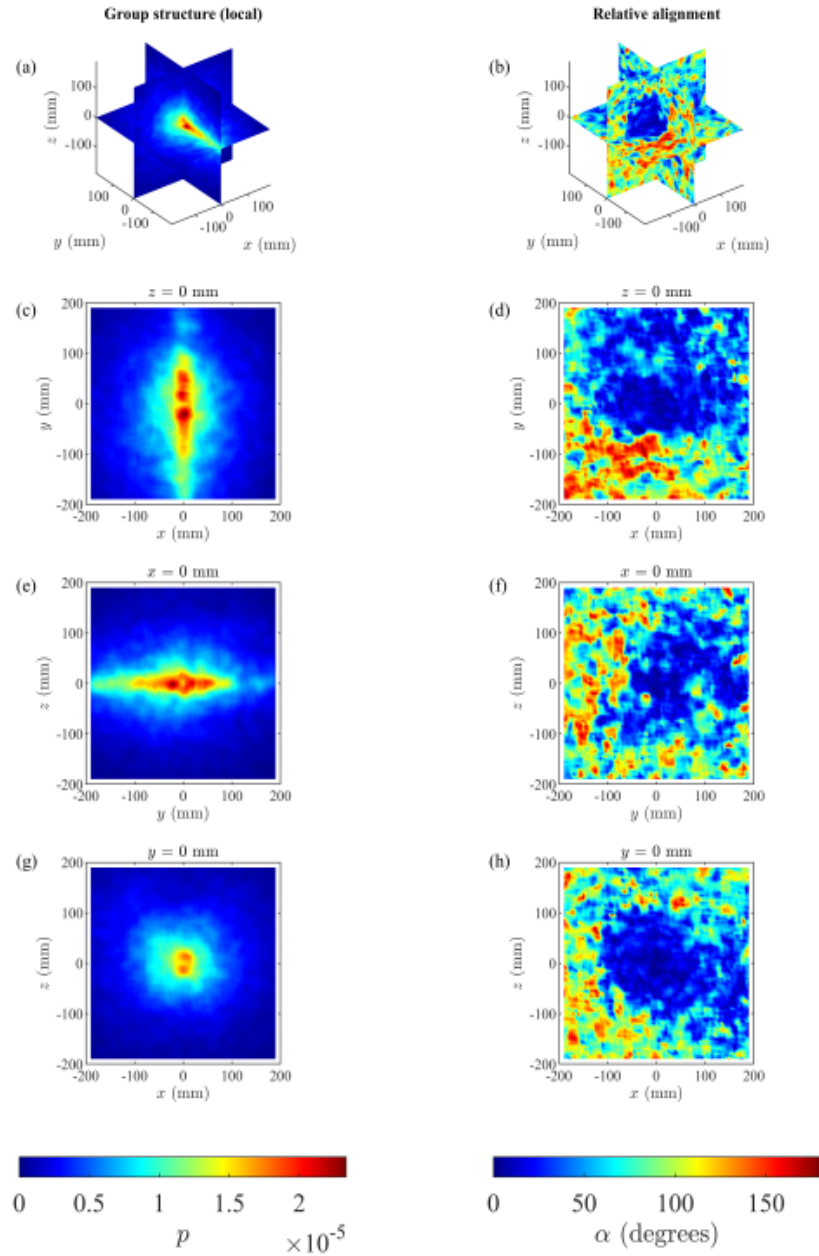 Group structure (local)
Relative alignment
(a)
z (mm)
100
0
-100
y (mm)
100
0
-100
x (mm)
-100
0
100
(b)
z (mm)
100
0
-100
y (mm)
100
0
-100
x (mm)
-100
0
100
(c)
z = 0 mm
y (mm)
200
100
0
-100
-200
-200 -100 0 100 200
x (mm)
(d)
z = 0 mm
y (mm)
200
100
0
-100
-200
-200 -100 0 100 200
x (mm)
(e)
x = 0 mm
z (mm)
200
100
0
-100
-200
-200 -100 0 100 200
y (mm)
(f)
x = 0 mm
z (mm)
200
100
0
-100
-200
-200 -100 0 100 200
y (mm)
(g)
y = 0 mm
z (mm)
200
100
0
-100
-200
-200 -100 0 100 200
x (mm)
(h)
y = 0 mm
z (mm)
200
100
0
-100
-200
-200 -100 0 100 200
x (mm)
0 0.5 1 1.5 2
p
×10⁻⁵
0 50 100 150
α (degrees)